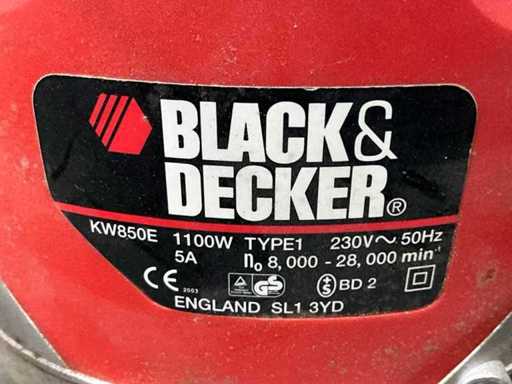 BLACK&
DECKER®
KW850E 1100W TYPE1 230V~ 50Hz
5A n₀ 8,000 - 28,000 min⁻¹
CE 2003 GS S BD 2
ENGLAND SL1 3YD